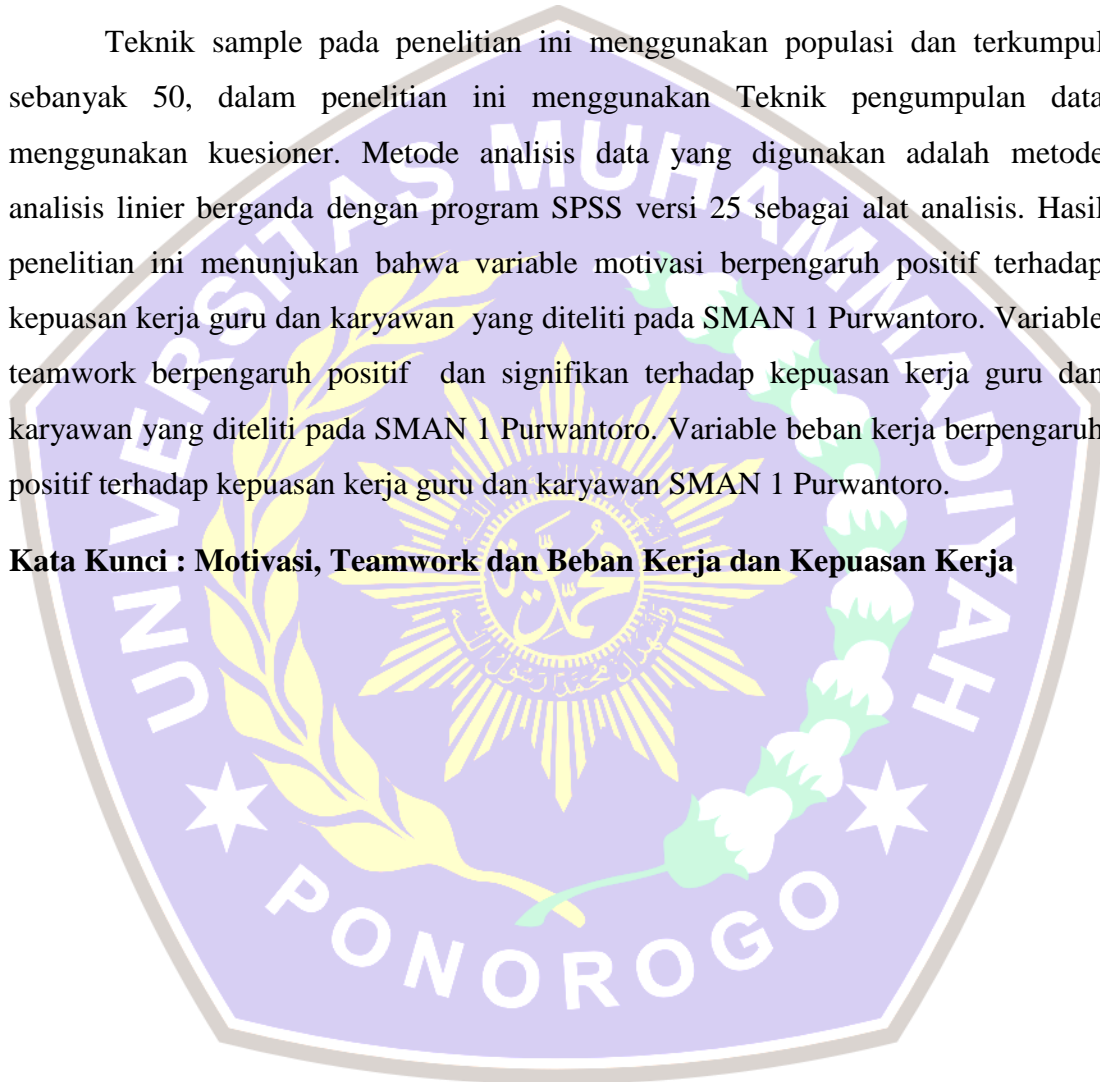 Teknik sample pada penelitian ini menggunakan populasi dan terkumpul
sebanyak 50, dalam penelitian ini menggunakan Teknik pengumpulan data
menggunakan kuesioner. Metode analisis data yang digunakan adalah metode
analisis linier berganda dengan program SPSS versi 25 sebagai alat analisis. Hasil
penelitian ini menunjukan bahwa variable motivasi berpengaruh positif terhadap
kepuasan kerja guru dan karyawan  yang diteliti pada SMAN 1 Purwantoro. Variable
teamwork berpengaruh positif  dan signifikan terhadap kepuasan kerja guru dan
karyawan yang diteliti pada SMAN 1 Purwantoro. Variable beban kerja berpengaruh
positif terhadap kepuasan kerja guru dan karyawan SMAN 1 Purwantoro.
Kata Kunci : Motivasi, Teamwork dan Beban Kerja dan Kepuasan Kerja
UNIVERSITAS MUHAMMADIYAH
PONOROGO
محمد